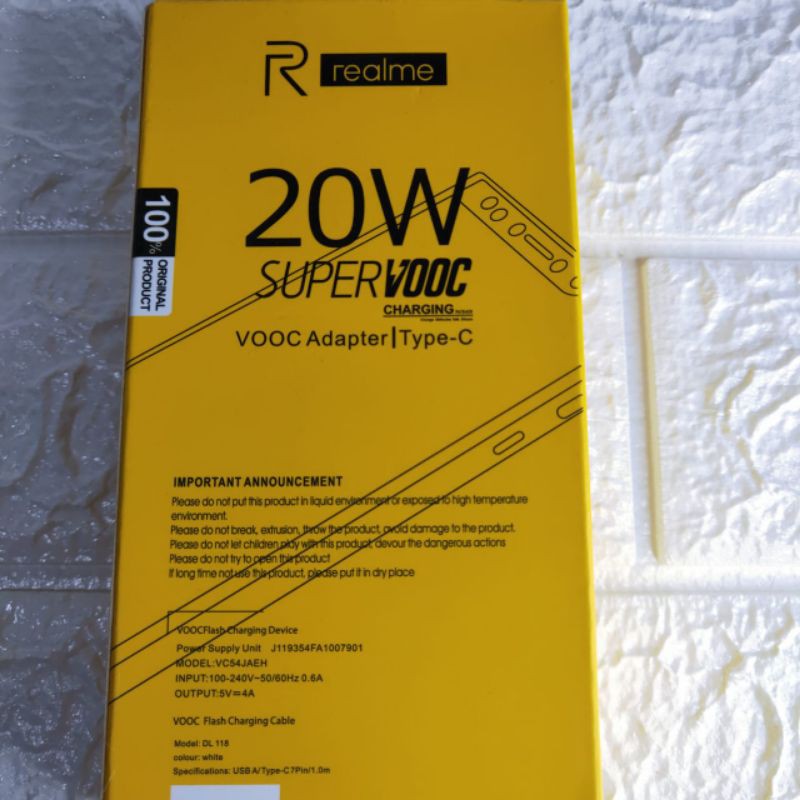 R realme
20W
100% ORIGINAL PRODUCT
SUPERVOOC
CHARGING
VOOC Adapter|Type-C
IMPORTANT ANNOUNCEMENT
Please do not put this product in liquid environment or exposed to high temperature
environment.
Please do not break, extrusion, throw the product, avoid damage to the product.
Please do not let children play with this product, devour the dangerous actions
Please do not try to open this product
If long time not use this product, please put it in dry place
VOOCFlash Charging Device
Power Supply Unit J119354FA1007901
MODEL:VC54JAEH
INPUT:100-240V~50/60Hz 0.6A
OUTPUT:5V=4A
VOOC Flash Charging Cable
Model: DL 118
colour: white
Specifications: USB A/Type-C 7Pin/1.0m